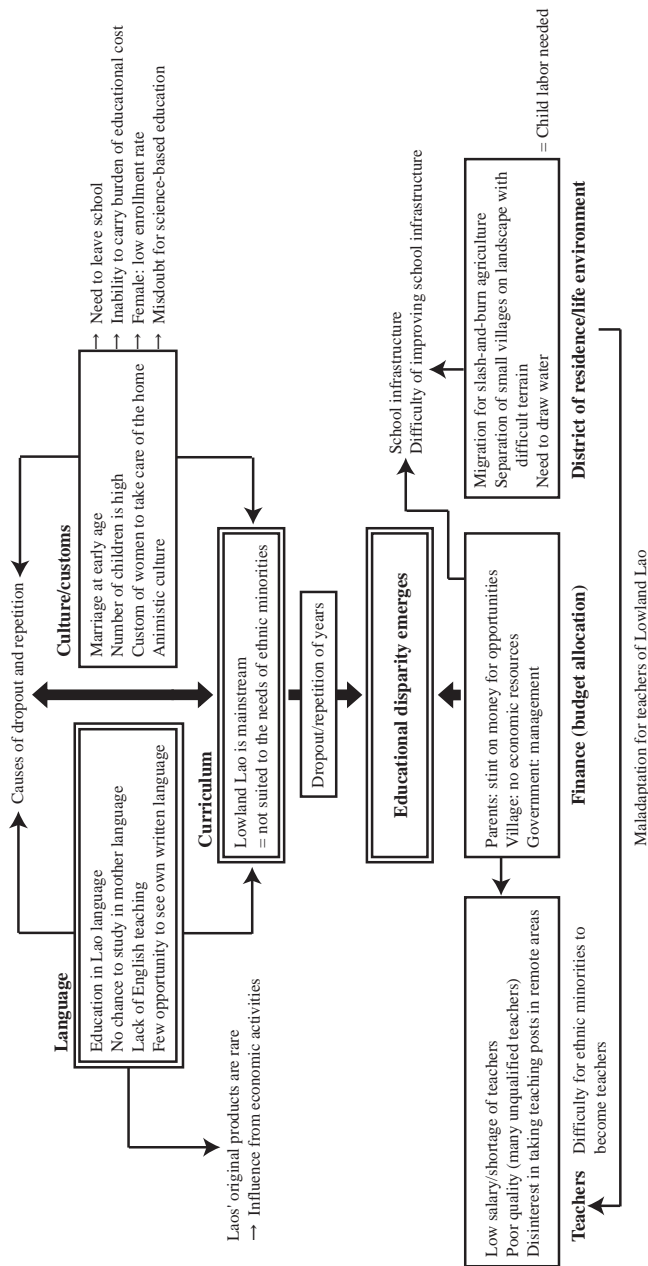 Causes of dropout and repetition
Language
Education in Lao language
No chance to study in mother language
Lack of English teaching
Few opportunity to see own written language
Culture/customs
Marriage at early age
Number of children is high
Custom of women to take care of the home
Animistic culture
→ Need to leave school
→ Inability to carry burden of educational cost
→ Female: low enrollment rate
→ Misdoubt for science-based education
Laos' original products are rare
→ Influence from economic activities
Curriculum
Lowland Lao is mainstream
= not suited to the needs of ethnic minorities
Dropout/repetition of years
Educational disparity emerges
School infrastructure
Difficulty of improving school infrastructure
Low salary/shortage of teachers
Poor quality (many unqualified teachers)
Disinterest in taking teaching posts in remote areas
Teachers
Difficulty for ethnic minorities to
become teachers
Parents: stint on money for opportunities
Village: no economic resources
Government: management
Finance (budget allocation)
Migration for slash-and-burn agriculture
Separation of small villages on landscape with
difficult terrain
Need to draw water
= Child labor needed
District of residence/life environment
Maladaptation for teachers of Lowland Lao